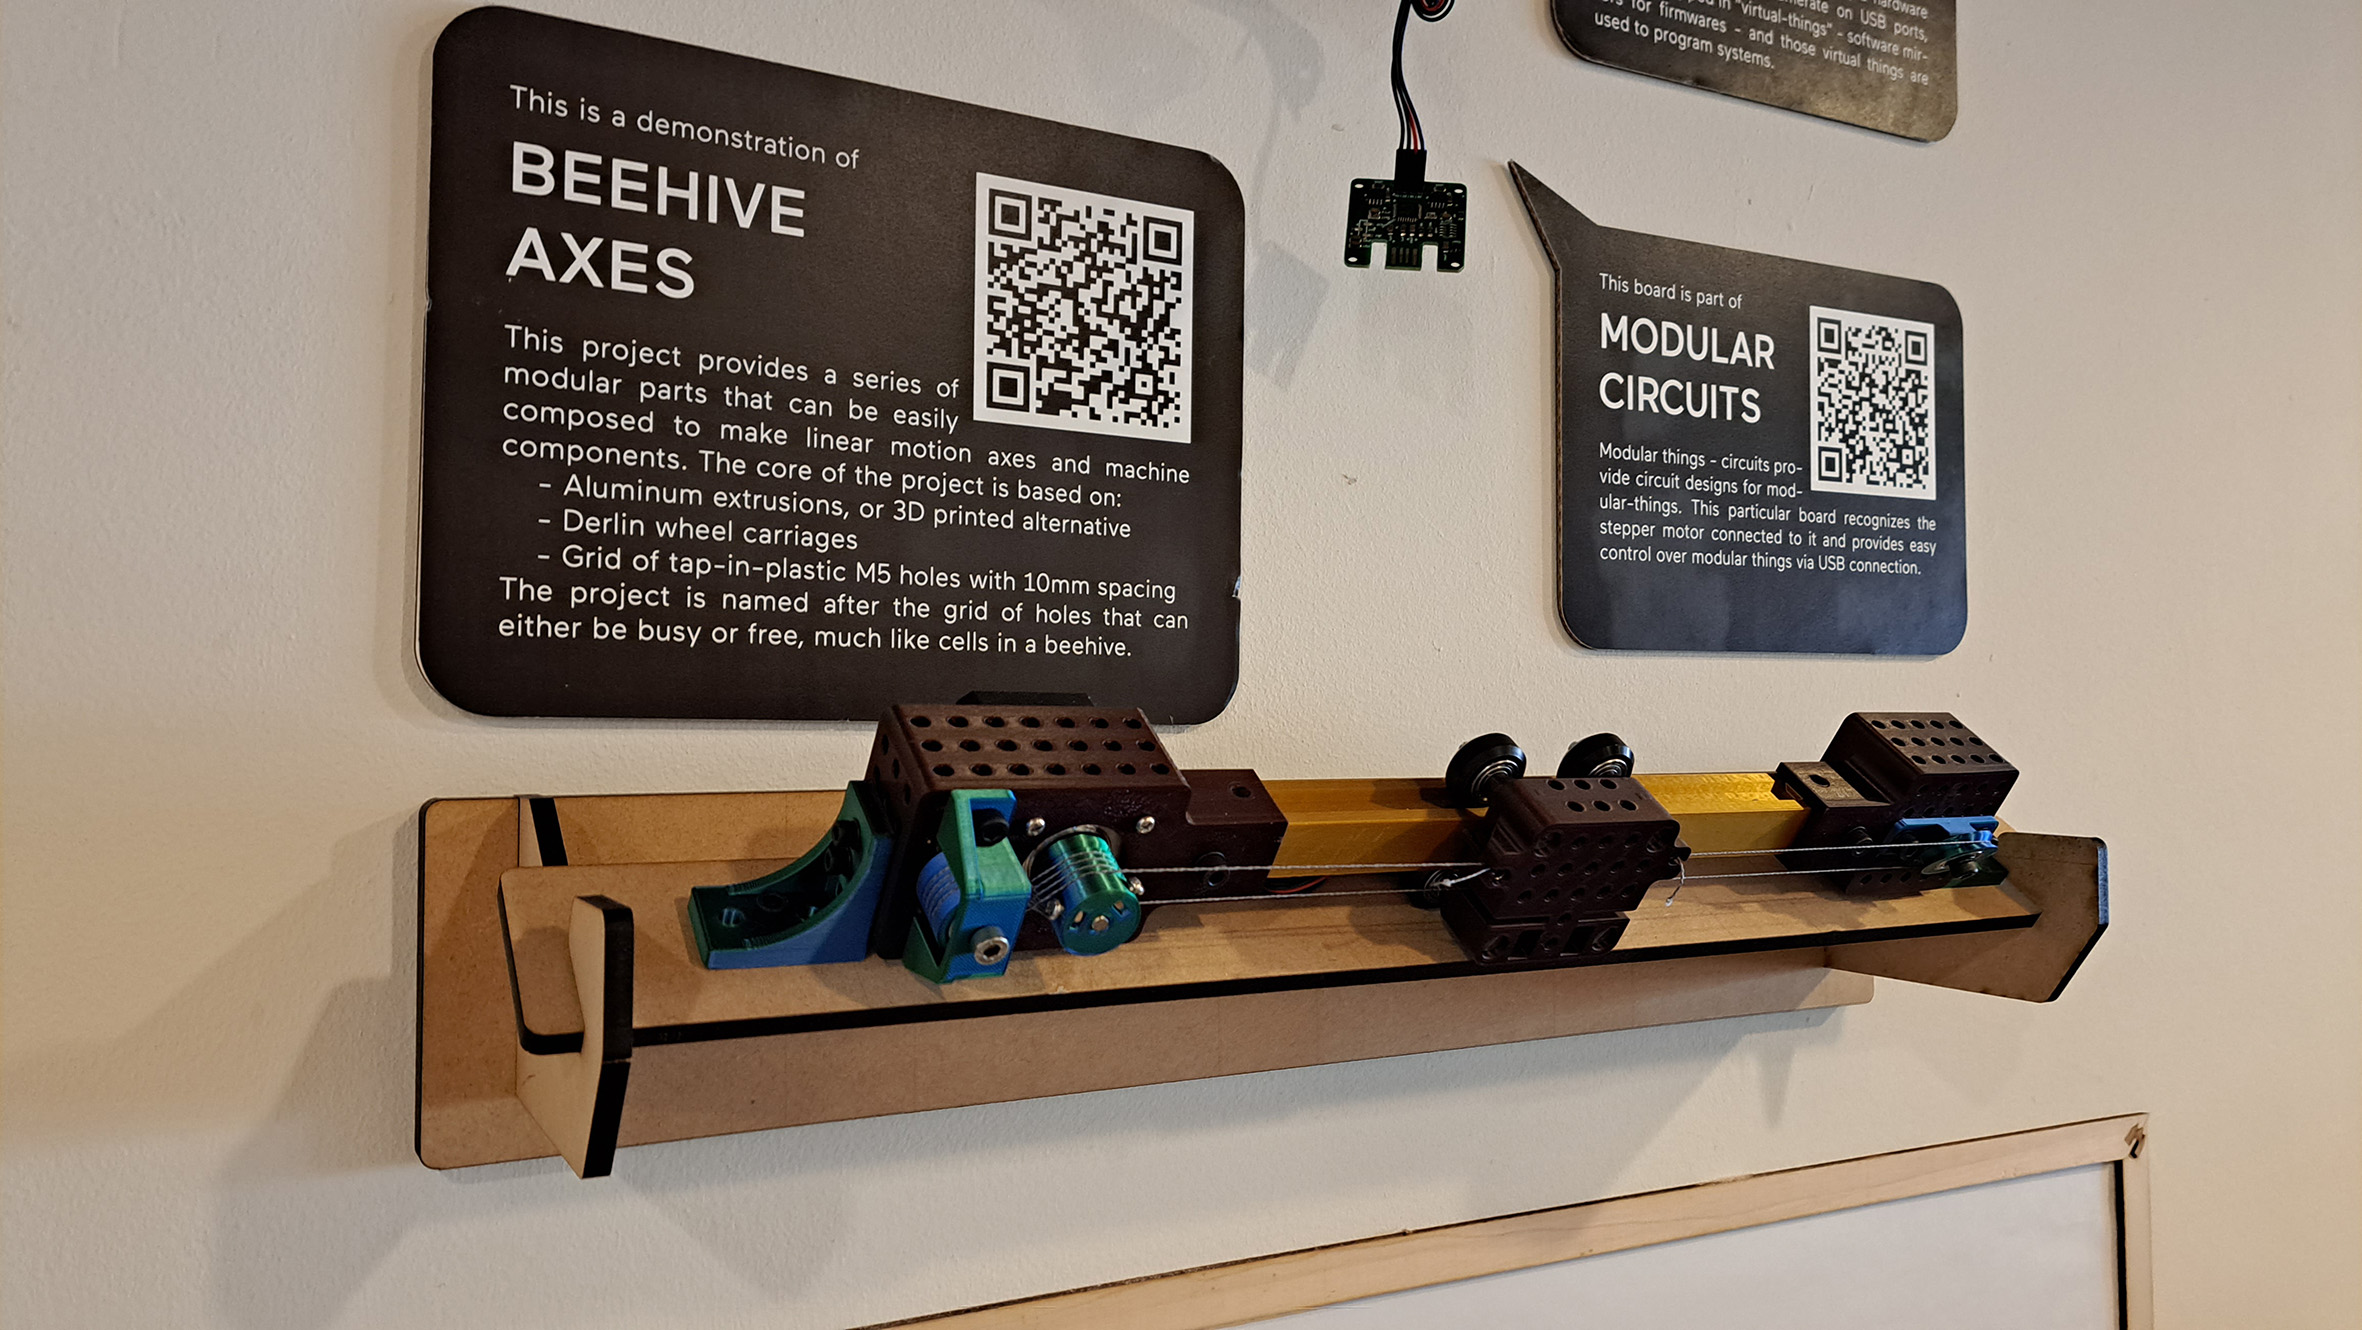 This is a demonstration of
BEEHIVE
AXES
This project provides a series of
modular parts that can be easily
composed to make linear motion axes and machine
components. The core of the project is based on:
- Aluminum extrusions, or 3D printed alternative
- Derlin wheel carriages
- Grid of tap-in-plastic M5 holes with 10mm spacing
The project is named after the grid of holes that can
either be busy or free, much like cells in a beehive.
hardware
on USB ports,
in "virtual-things" - software mir-
for firmwares - and those virtual things are
used to program systems.
This board is part of
MODULAR
CIRCUITS
Modular things - circuits pro-
vide circuit designs for mod-
ular-things. This particular board recognizes the
stepper motor connected to it and provides easy
control over modular things via USB connection.